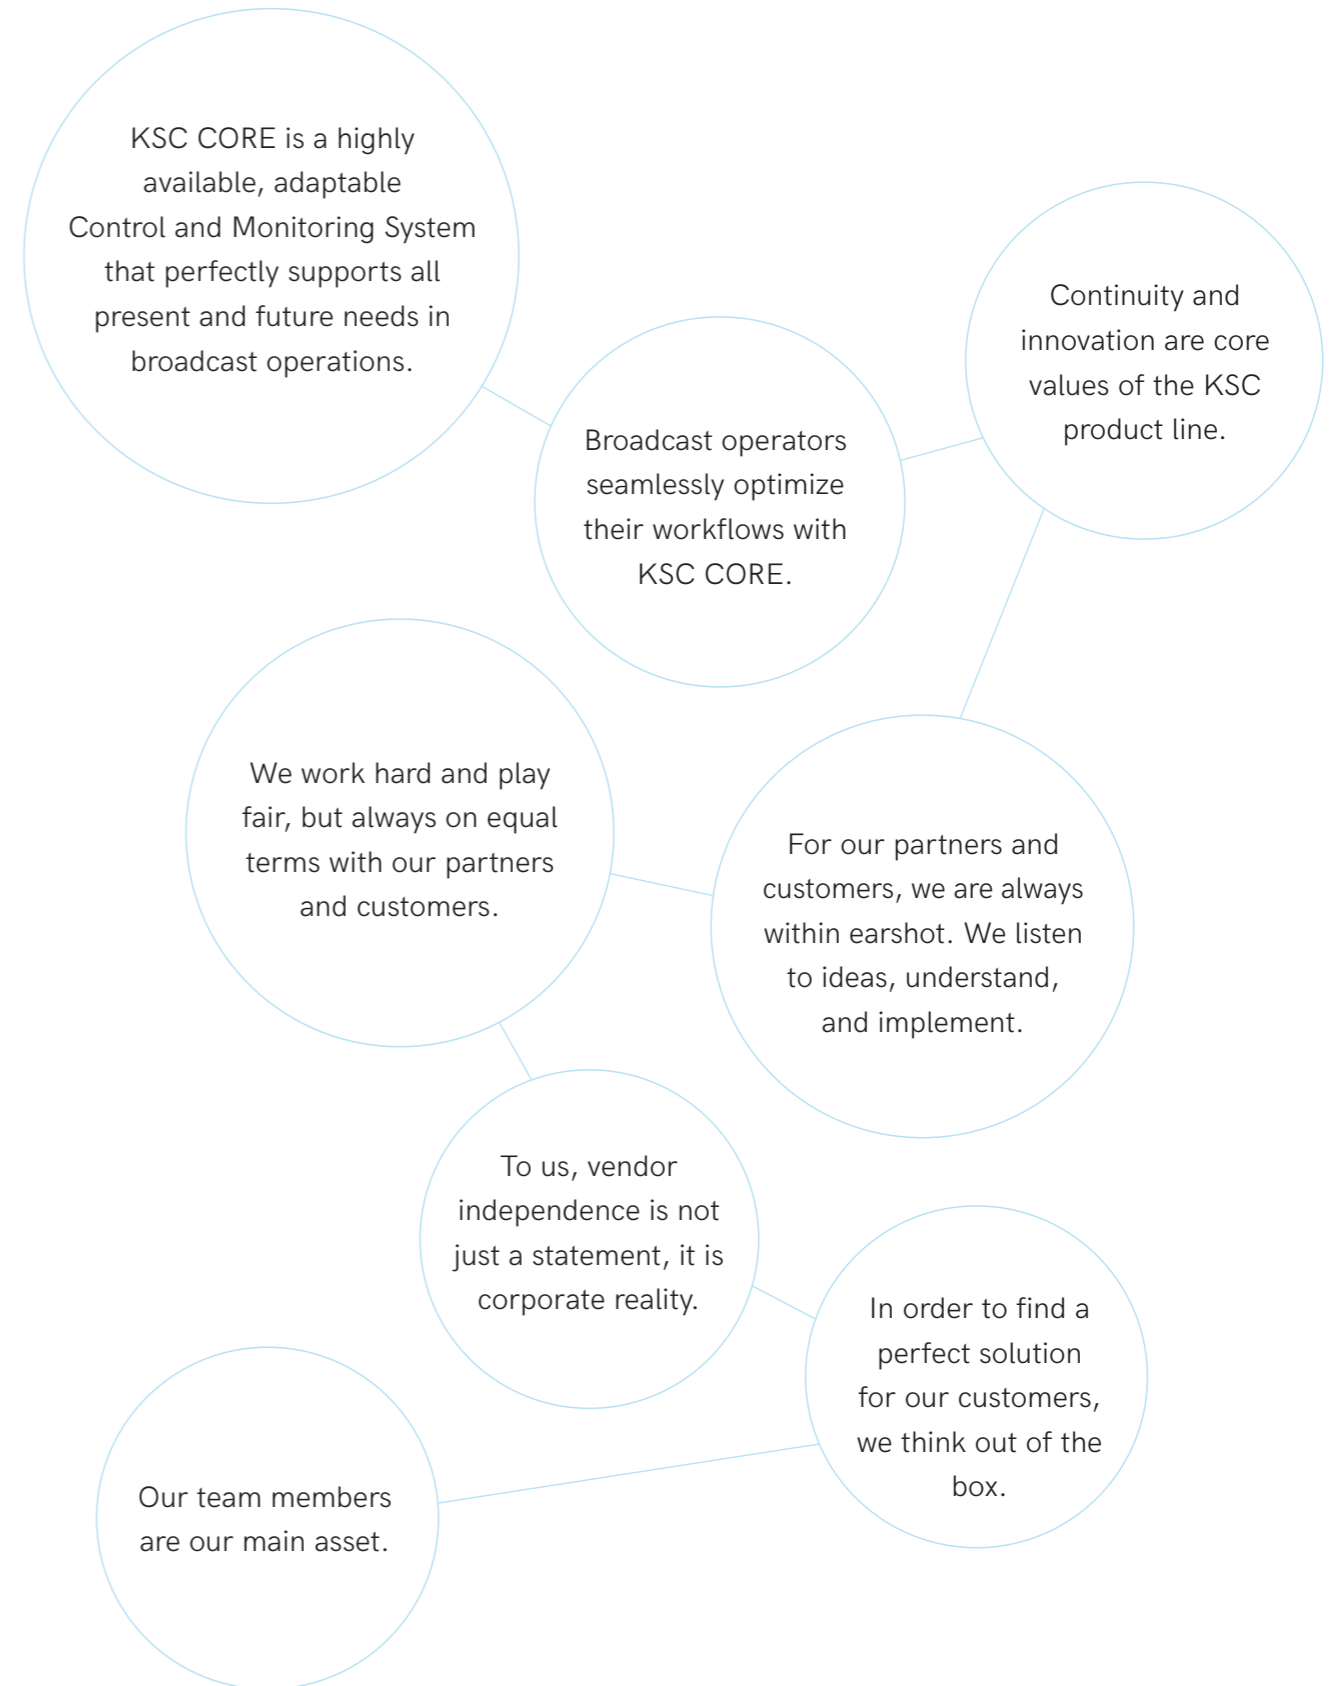 KSC CORE is a highly
available, adaptable
Control and Monitoring System
that perfectly supports all
present and future needs in
broadcast operations.
Broadcast operators
seamlessly optimize
their workflows with
KSC CORE.
Continuity and
innovation are core
values of the KSC
product line.
For our partners and
customers, we are always
within earshot. We listen
to ideas, understand,
and implement.
We work hard and play
fair, but always on equal
terms with our partners
and customers.
To us, vendor
independence is not
just a statement, it is
corporate reality.
In order to find a
perfect solution
for our customers,
we think out of the
box.
Our team members
are our main asset.